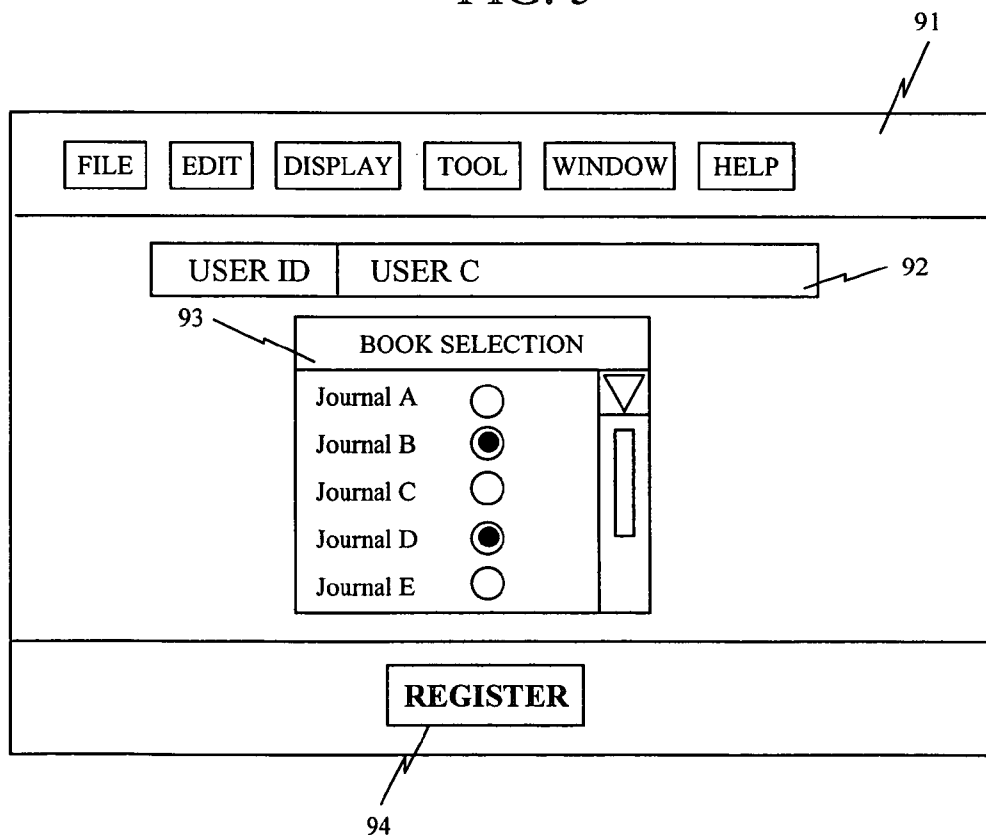 91
FILE EDIT DISPLAY TOOL WINDOW HELP
USER ID USER C
92
93
BOOK SELECTION
Journal A
Journal B
Journal C
Journal D
Journal E
REGISTER
94